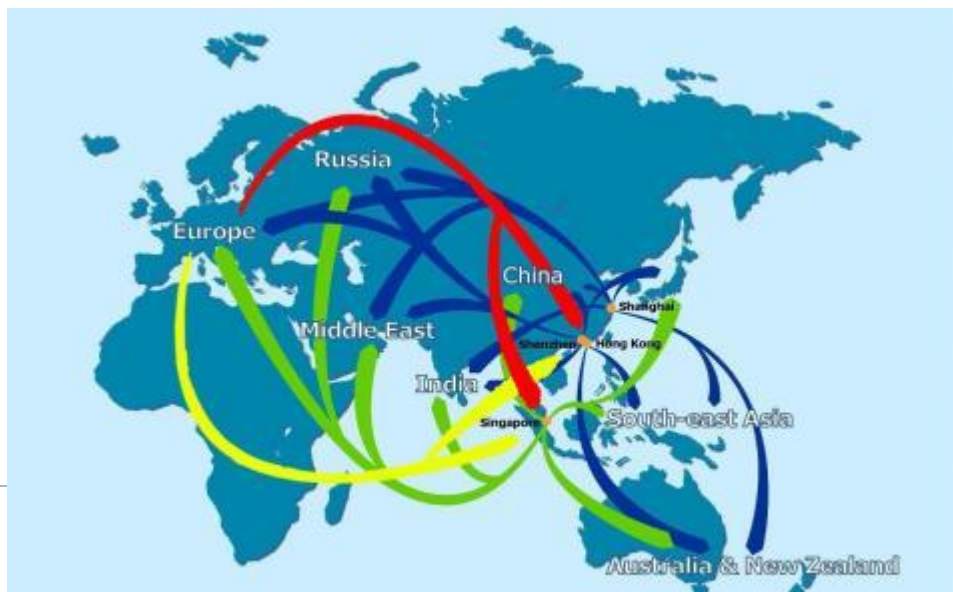 Russia
Europe
China
Shanghai
Middle East
Shenzhen
Hong Kong
India
South-east Asia
Singapore
Australia & New Zealand